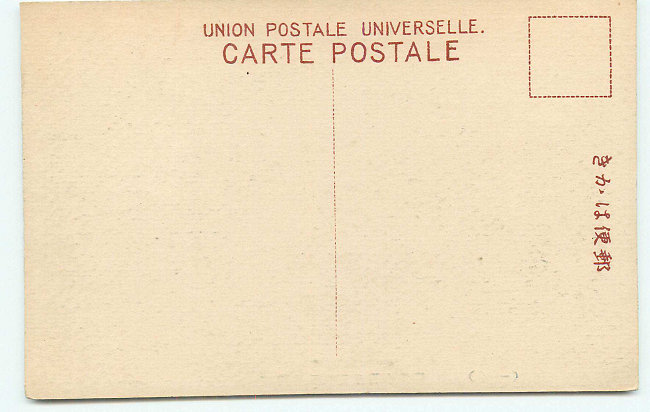 UNION POSTALE UNIVERSELLE.
CARTE POSTALE
きかは便郵